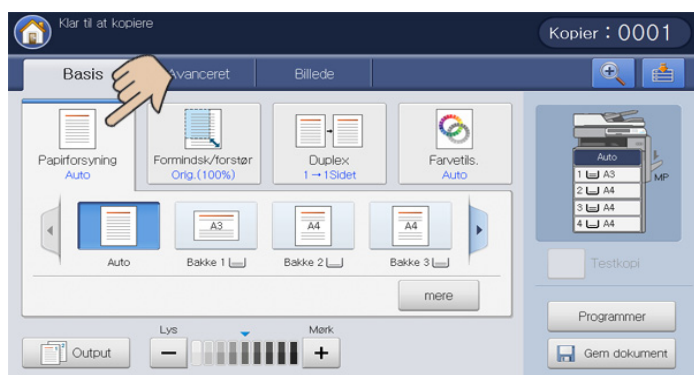 Klar til at kopiere
Kopier : 0001
Basis
Avanceret
Billede
Papirforsyning
Auto
Formindsk/forstør
Orig.(100%)
Duplex
1→1Sidet
Farvetils.
Auto
Auto
1 A3
2 A4
3 A4
4 A4
MP
A3
A4
A4
Auto
Bakke 1
Bakke 2
Bakke 3
Testkopi
mere
Programmer
Lys
Mørk
Output
Gem dokument